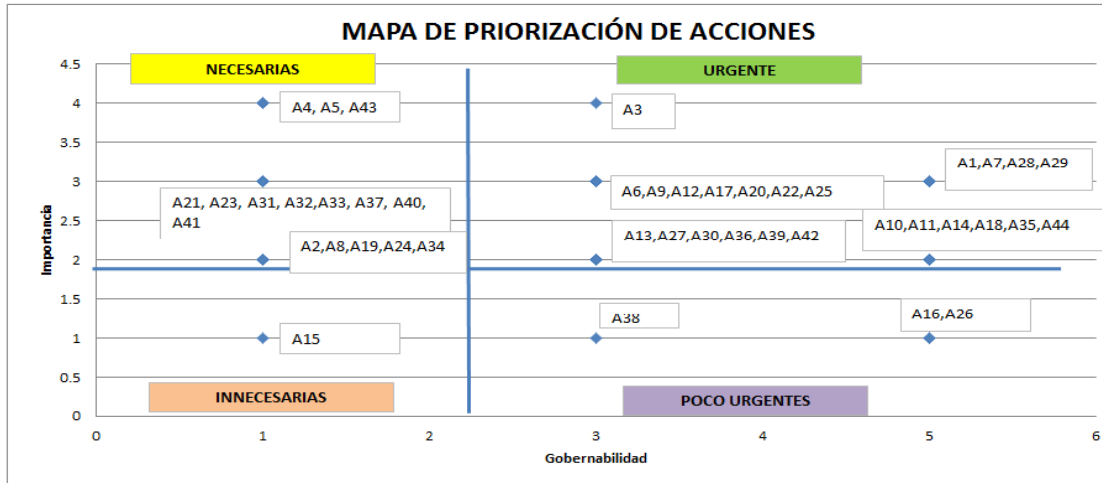 MAPA DE PRIORIZACIÓN DE ACCIONES
NECESARIAS
URGENTE
4.5
4
3.5
3
2.5
2
1.5
1
0.5
0
Importancia
A4, A5, A43
A3
A1,A7,A28,A29
A6,A9,A12,A17,A20,A22,A25
A21, A23, A31, A32,A33, A37, A40,
A41
A10,A11,A14,A18,A35,A44
A13,A27,A30,A36,A39,A42
A2,A8,A19,A24,A34
A38
A16,A26
A15
INNECESARIAS
POCO URGENTES
0
1
2
3
4
5
6
Gobernabilidad